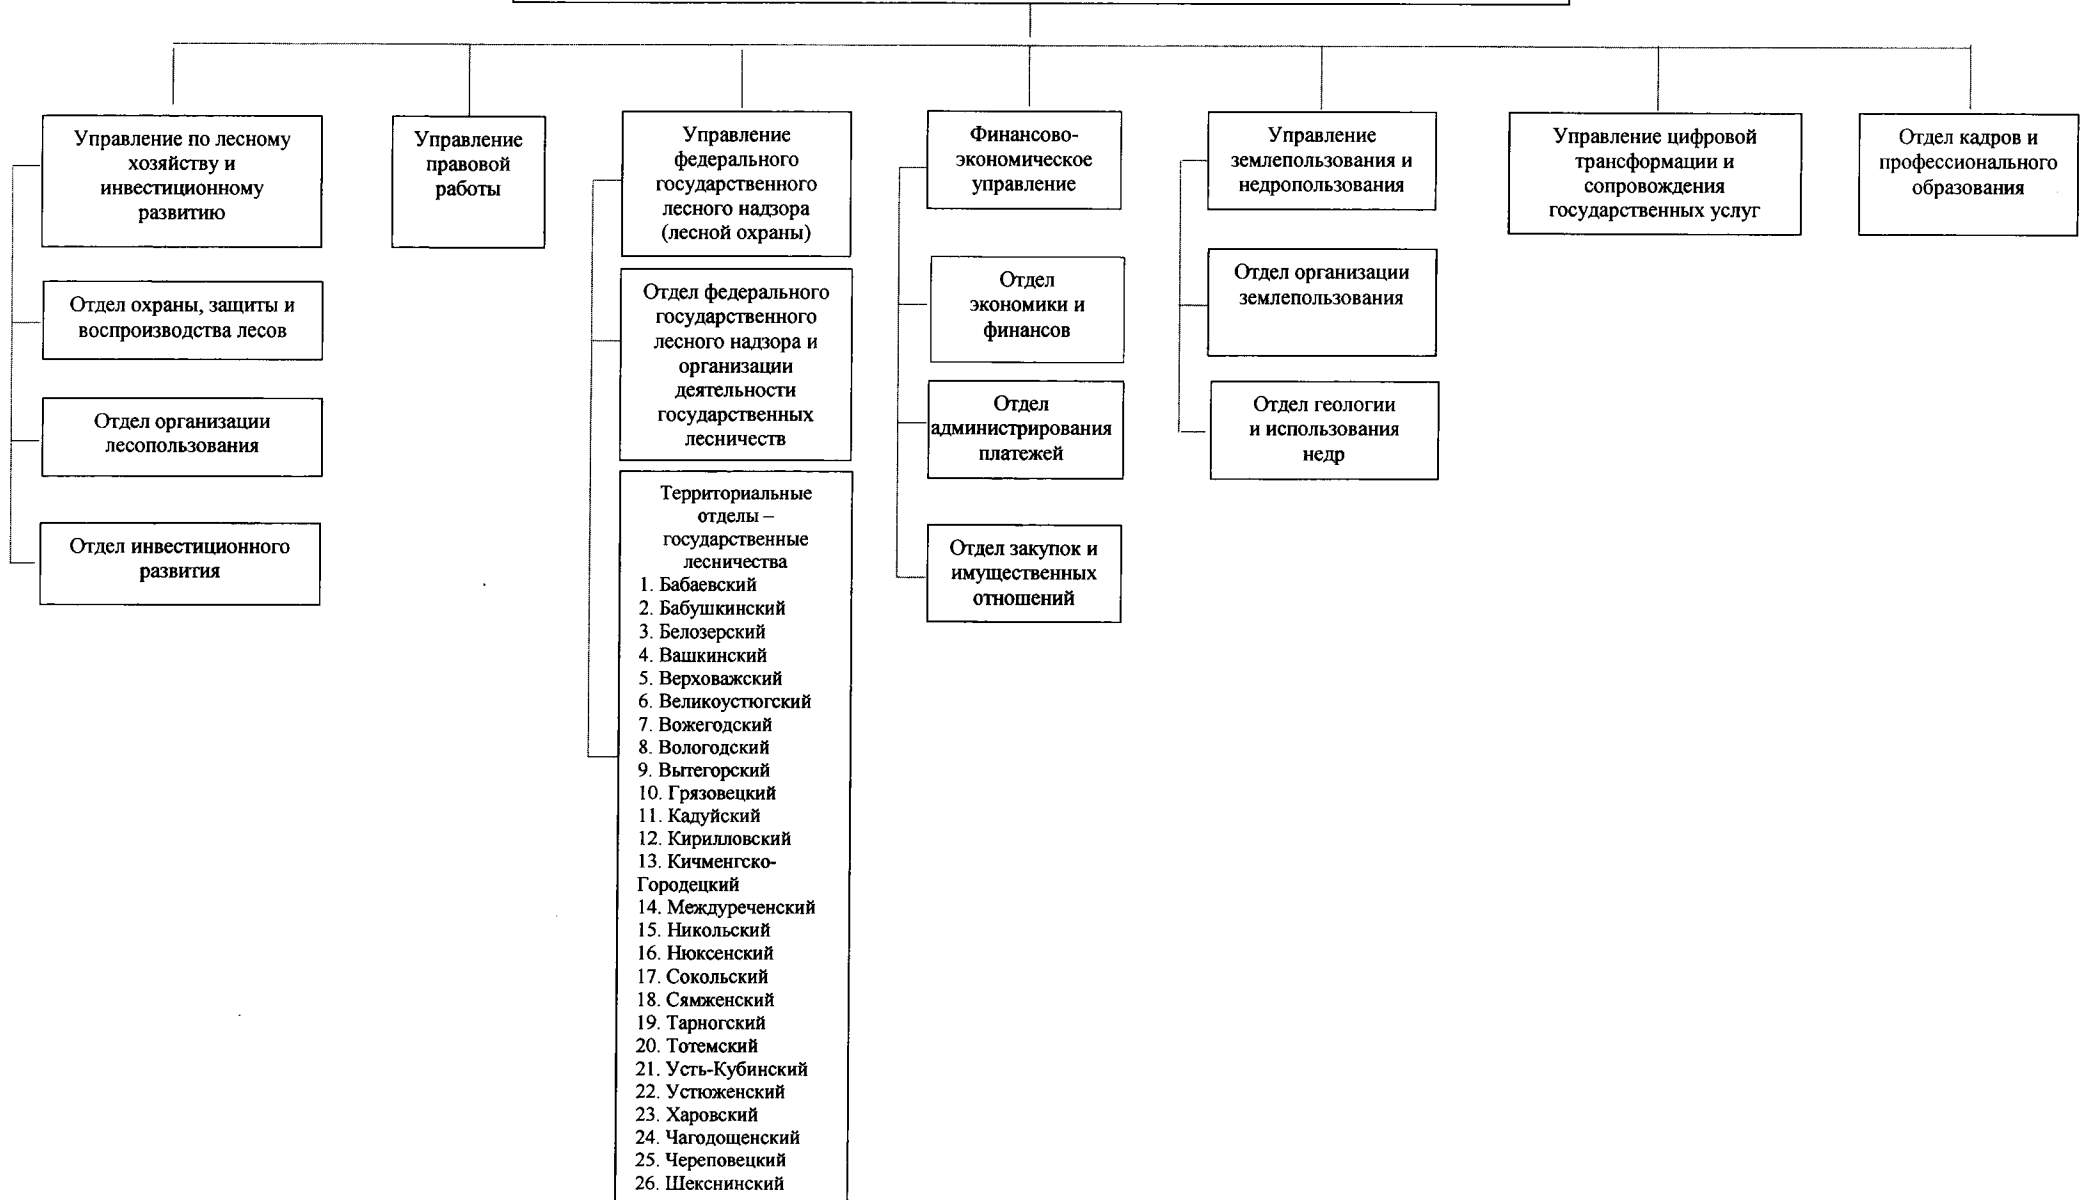 Управление по лесному
хозяйству и
инвестиционному
развитию
Управление
правовой
работы
Управление
федерального
государственного
лесного надзора
(лесной охраны)
Финансово-
экономическое
управление
Управление
землепользования и
недропользования
Управление цифровой
трансформации и
сопровождения
государственных услуг
Отдел кадров и
профессионального
образования
Отдел охраны, защиты и
воспроизводства лесов
Отдел организации
лесопользования
Отдел инвестиционного
развития
Отдел федерального
государственного
лесного надзора и
организации
деятельности
государственных
лесничеств
Территориальные
отделы –
государственные
лесничества
1. Бабаевский
2. Бабушкинский
3. Белозерский
4. Вашкинский
5. Верховажский
6. Великоустюгский
7. Вожегодский
8. Вологодский
9. Вытегорский
10. Грязовецкий
11. Кадуйский
12. Кирилловский
13. Кичменгско-
Городецкий
14. Междуреченский
15. Никольский
16. Нюксенский
17. Сокольский
18. Сямженский
19. Тарногский
20. Тотемский
21. Усть-Кубинский
22. Устюженский
23. Харовский
24. Чагодощенский
25. Череповецкий
26. Шекснинский
Отдел
экономики и
финансов
Отдел
администрирования
платежей
Отдел закупок и
имущественных
отношений
Отдел организации
землепользования
Отдел геологии
и использования
недр